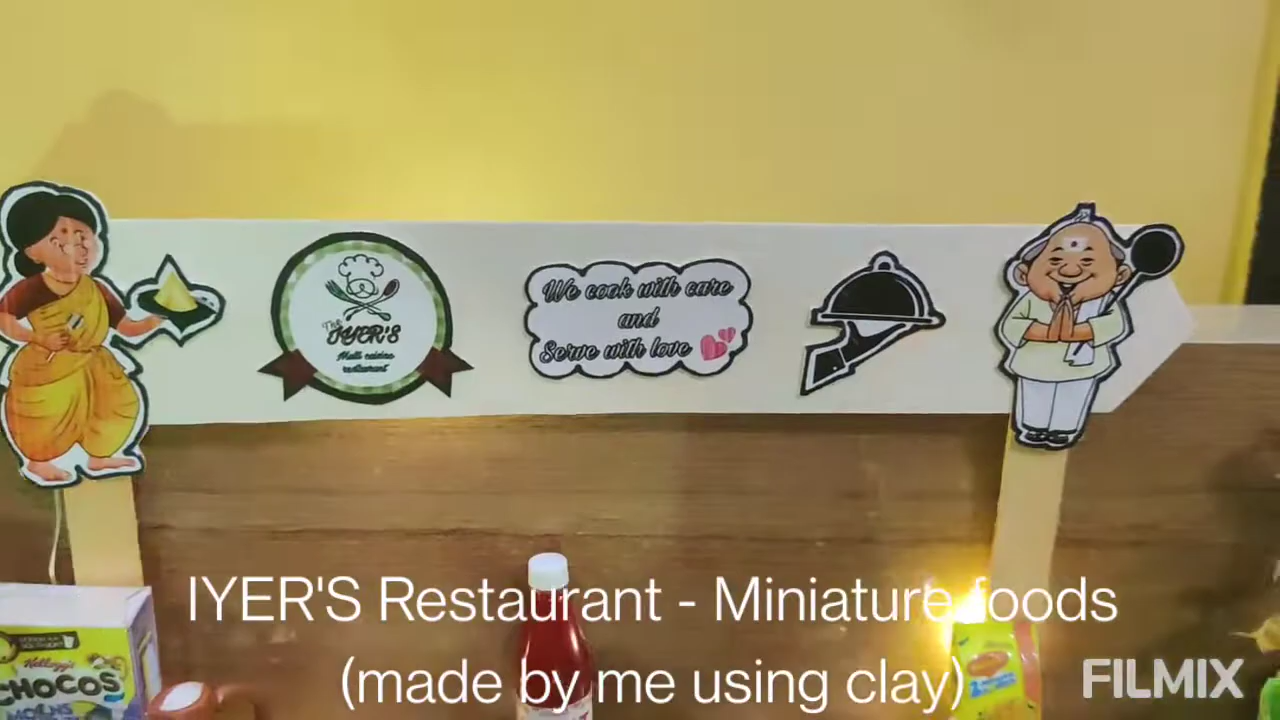 The
IYER'S
Multi cuisine
restaurant
We cook with care
and
Serve with love
IYER'S Restaurant - Miniature foods
(made by me using clay)
Kellogg's
CHOCOS
FILMIX